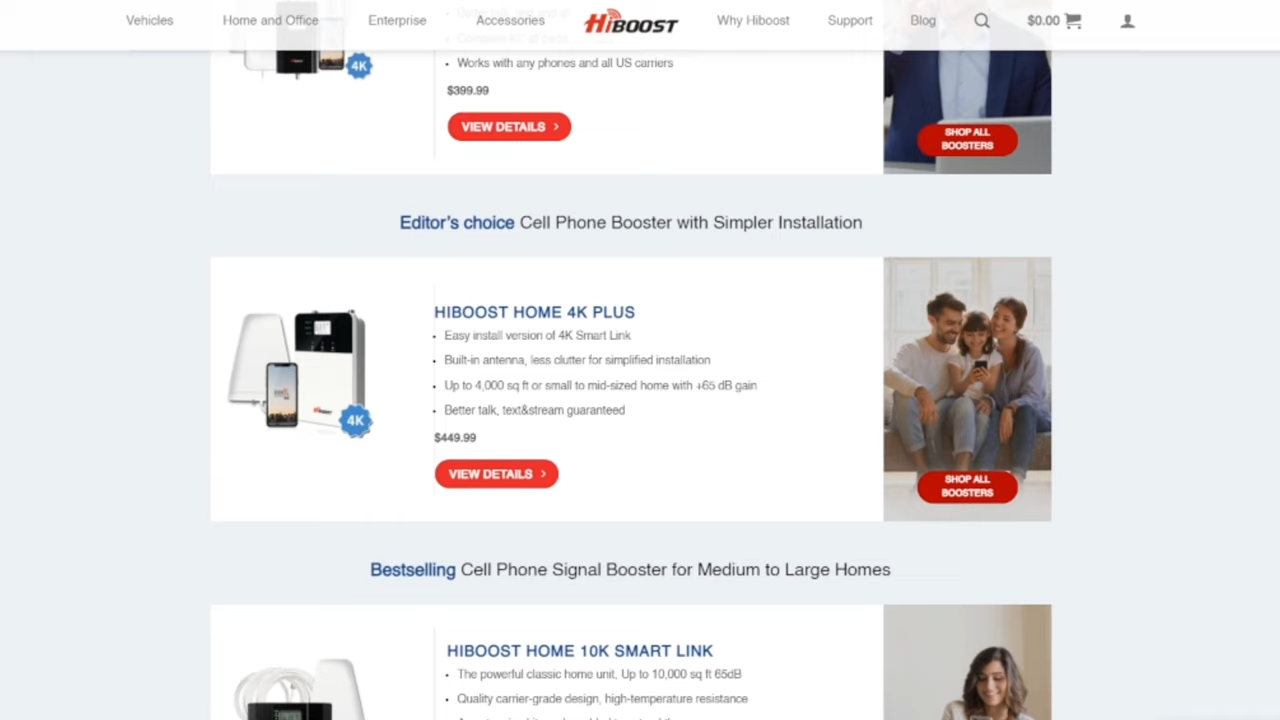 Vehicles
Home and Office
Enterprise
Accessories
HiBOOST
Why Hiboost
Support
Blog
$0.00
Works with any phones and all US carriers
$399.99
VIEW DETAILS >
4K
SHOP ALL
BOOSTERS
Editor's choice Cell Phone Booster with Simpler Installation
HIBOOST HOME 4K PLUS
• Easy install version of 4K Smart Link
• Built-in antenna, less clutter for simplified installation
• Up to 4,000 sq ft or small to mid-sized home with +65 dB gain
• Better talk, text&stream guaranteed
$449.99
VIEW DETAILS >
HiBOOST
4K
SHOP ALL
BOOSTERS
Bestselling Cell Phone Signal Booster for Medium to Large Homes
HIBOOST HOME 10K SMART LINK
• The powerful classic home unit, Up to 10,000 sq ft 65dB
• Quality carrier-grade design, high-temperature resistance